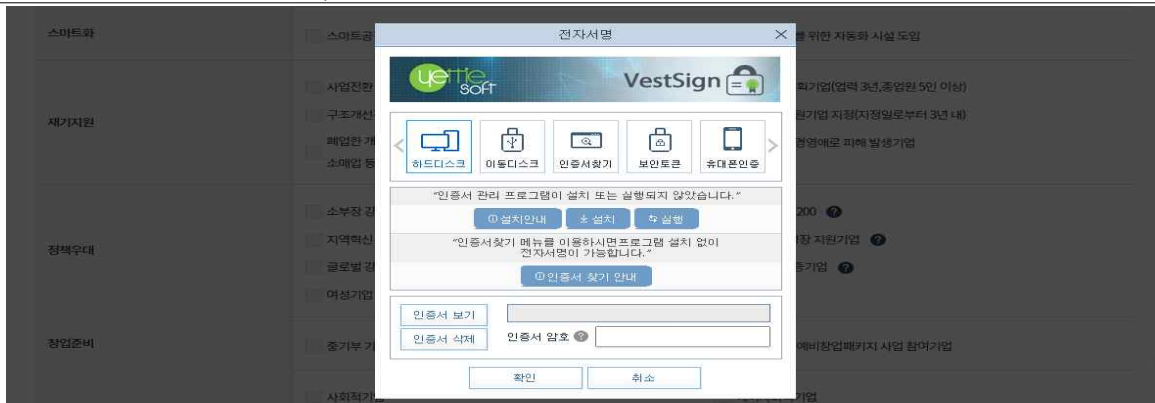 전자서명
yettie soft
VestSign
하드디스크 이동디스크 인증서찾기 보안토큰 휴대폰인증
"인증서 관리 프로그램이 설치 또는 실행되지 않았습니다."
설치안내 설치 실행
"인증서찾기 메뉴를 이용하시면프로그램 설치 없이
전자서명이 가능합니다."
인증서 찾기 안내
인증서 보기
인증서 삭제 인증서 암호
확인 취소
스마트화 스마트공 를 위한 자동화 시설 도입
재기지원
사업전환 기업(업력 3년,종업원 5인 이상)
구조개선 원기업 지정(지정일로부터 3년 내)
폐업한 개 경영애로 피해 발생기업
소매업 등
정책우대
소부장 강 200
지역혁신 장 지원기업
글로벌 강 증기업
여성기업
창업준비 중기부 기 예비창업패키지 사업 참여기업
사회적기업 기업